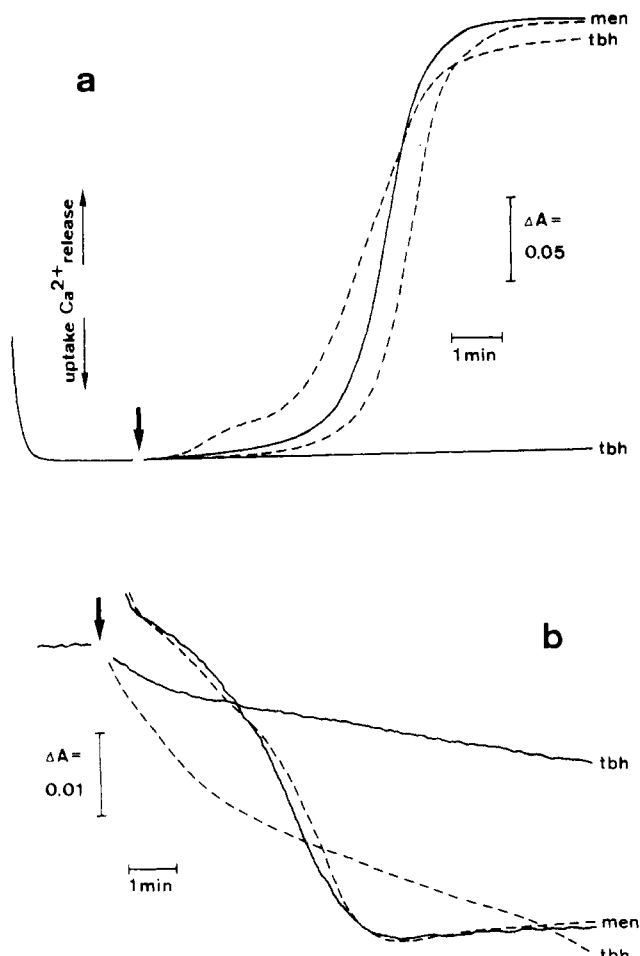 men
tbh
a
uptake Ca2+ release
ΔA =
0.05
1 min
tbh
b
tbh
ΔA =
0.01
1 min
men
tbh